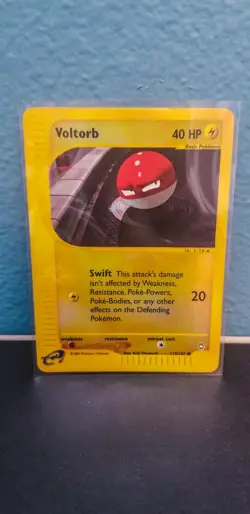 Voltorb 40 HP
Basic Pokémon
Swift This attack's damage
isn't affected by Weakness,
Resistance, Poké-Powers,
Poké-Bodies, or any other
effects on the Defending
Pokémon.
20
weakness resistance retreat cost